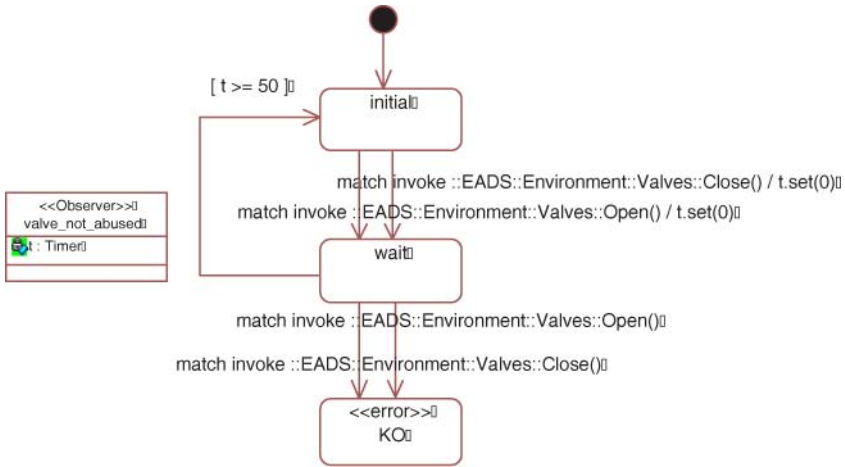 [ t >= 50 ]
initial
match invoke ::EADS::Environment::Valves::Close() / t.set(0)
<<Observer>>
match invoke ::EADS::Environment::Valves::Open() / t.set(0)
valve_not_abused
t : Timer
wait
match invoke ::EADS::Environment::Valves::Open()
match invoke ::EADS::Environment::Valves::Close()
<<error>>
KO